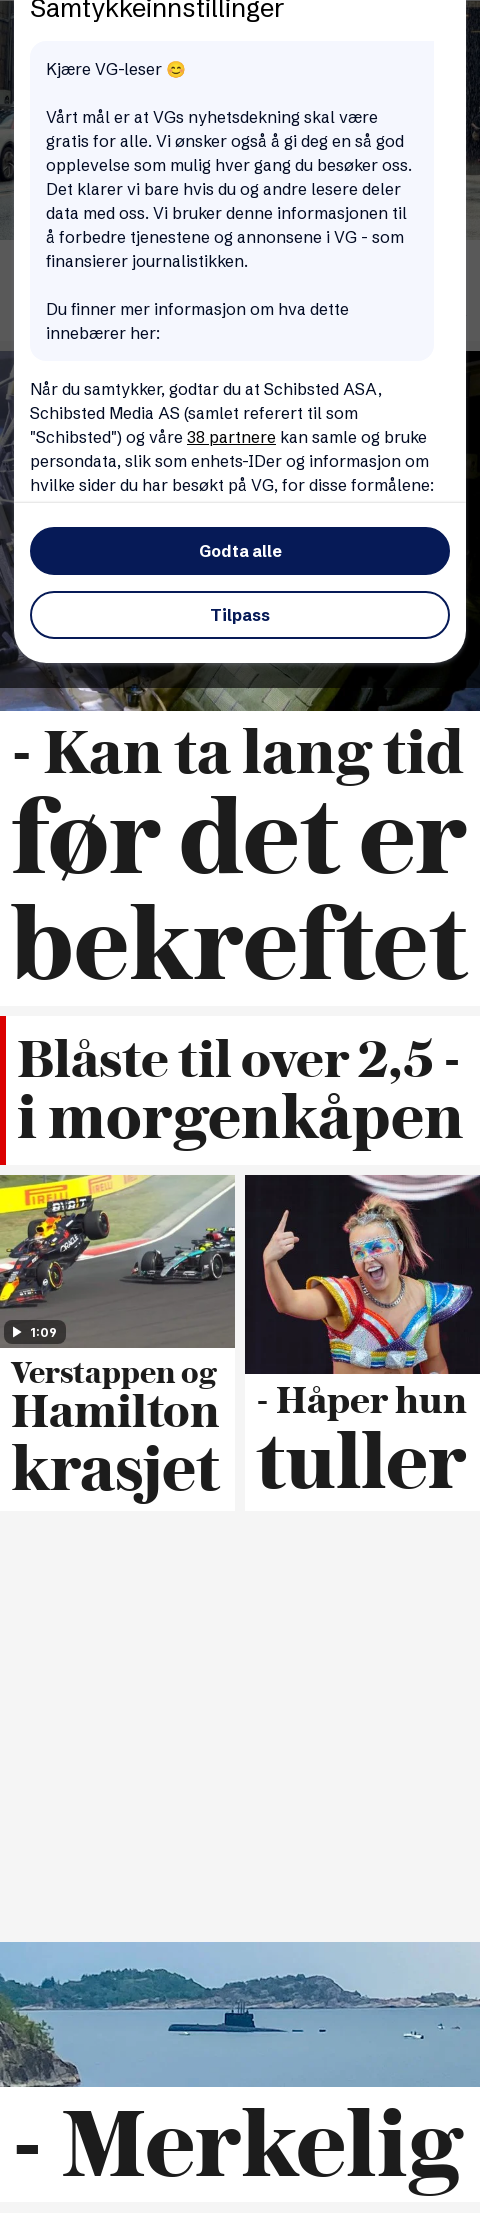 Samtykkeinnstillinger
Kjære VG-leser 😊
Vårt mål er at VGs nyhetsdekning skal være
gratis for alle. Vi ønsker også å gi deg en så god
opplevelse som mulig hver gang du besøker oss.
Det klarer vi bare hvis du og andre lesere deler
data med oss. Vi bruker denne informasjonen til
å forbedre tjenestene og annonsene i VG - som
finansierer journalistikken.
Du finner mer informasjon om hva dette
innebærer her:
Når du samtykker, godtar du at Schibsted ASA,
Schibsted Media AS (samlet referert til som
"Schibsted") og våre 38 partnere kan samle og bruke
persondata, slik som enhets-IDer og informasjon om
hvilke sider du har besøkt på VG, for disse formålene:
Godta alle
Tilpass
- Kan ta lang tid
før det er
bekreftet
Blåste til over 2,5 -
i morgenkåpen
PIRELLI
BYBIT
ORACLE
1:09
Verstappen og
Hamilton
krasjet
- Håper hun
tuller
- Merkelig